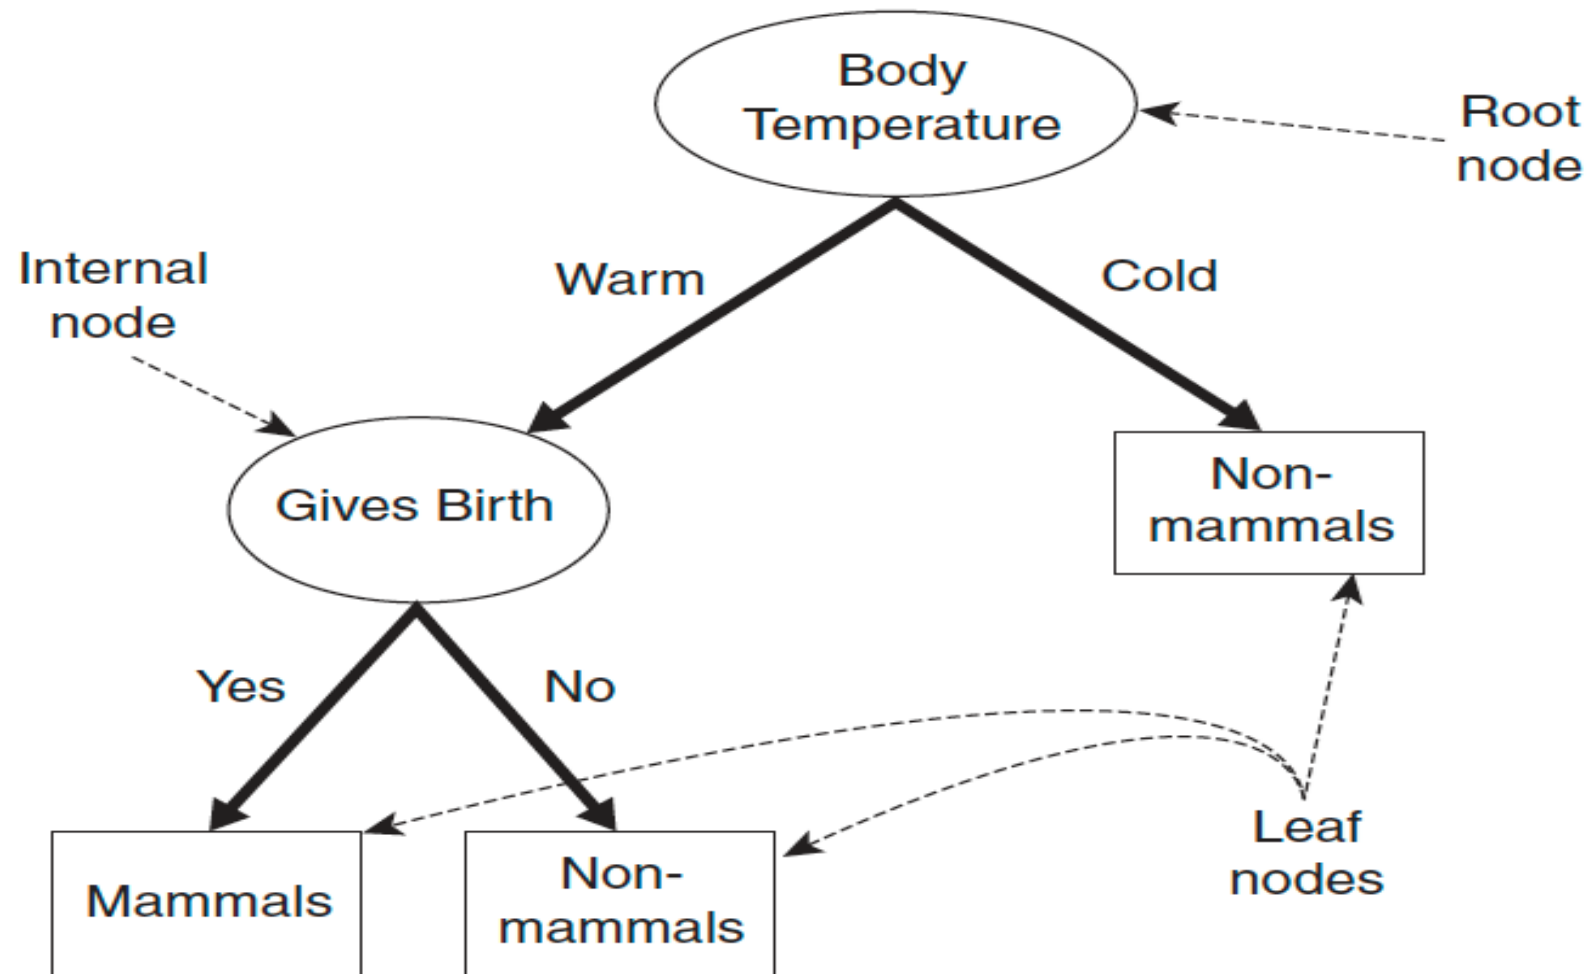 Body
Temperature
Root
node
Internal
node
Warm
Cold
Gives Birth
Non-
mammals
Yes
No
Mammals
Non-
mammals
Leaf
nodes